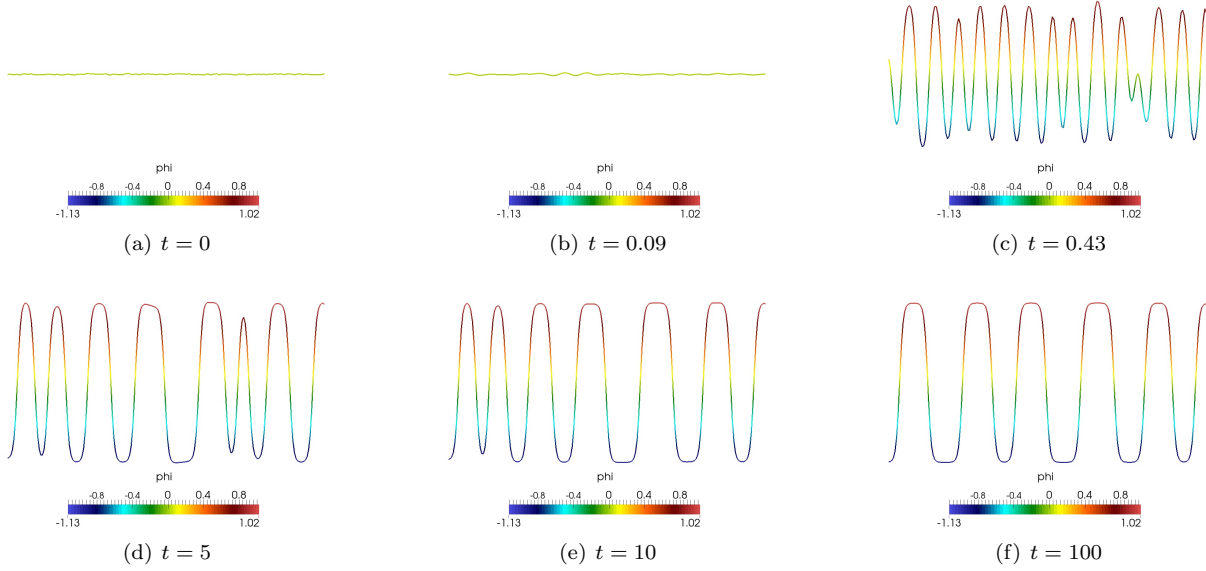 phi
-0.8 -0.4 0 0.4 0.8
-1.13 1.02
(a) t = 0
phi
-0.8 -0.4 0 0.4 0.8
-1.13 1.02
(b) t = 0.09
phi
-0.8 -0.4 0 0.4 0.8
-1.13 1.02
(c) t = 0.43
phi
-0.8 -0.4 0 0.4 0.8
-1.13 1.02
(d) t = 5
phi
-0.8 -0.4 0 0.4 0.8
-1.13 1.02
(e) t = 10
phi
-0.8 -0.4 0 0.4 0.8
-1.13 1.02
(f) t = 100